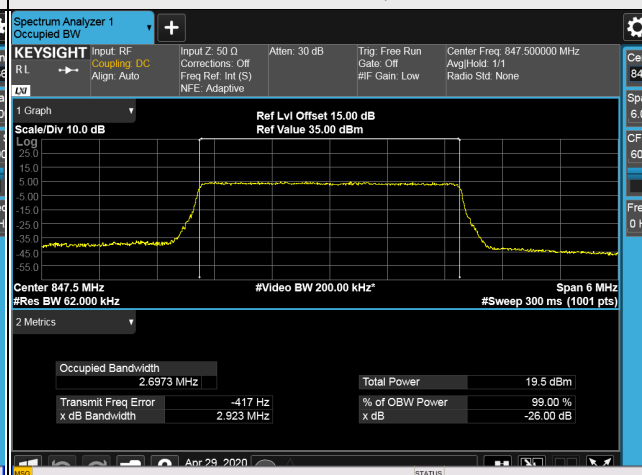 Spectrum Analyzer 1
Occupied BW
KEYSIGHT
R L
LXI
Input: RF
Coupling: DC
Align: Auto
Input Z: 50 Ω
Corrections: Off
Freq Ref: Int (S)
NFE: Adaptive
Atten: 30 dB
Trig: Free Run
Gate: Off
#IF Gain: Low
Center Freq: 847.500000 MHz
Avg|Hold: 1/1
Radio Std: None
1 Graph
Scale/Div 10.0 dB
Ref Lvl Offset 15.00 dB
Ref Value 35.00 dBm
Log
25.0
15.0
5.00
-5.00
-15.0
-25.0
-35.0
-45.0
-55.0
Center 847.5 MHz
#Res BW 62.000 kHz
#Video BW 200.00 kHz*
Span 6 MHz
#Sweep 300 ms (1001 pts)
2 Metrics
Occupied Bandwidth
2.6973 MHz
Transmit Freq Error -417 Hz
x dB Bandwidth 2.923 MHz
Total Power 19.5 dBm
% of OBW Power 99.00 %
x dB -26.00 dB
Apr 29, 2020
MSG
STATUS